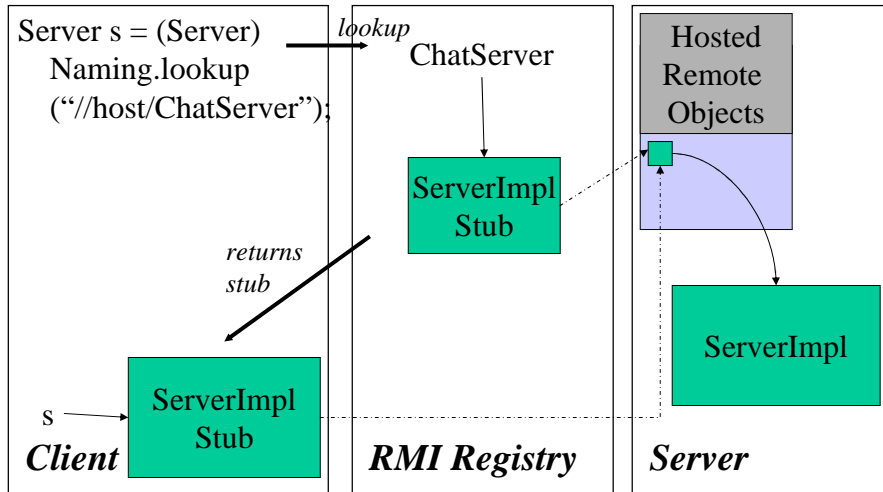 Server s = (Server)
Naming.lookup
(“//host/ChatServer”);
lookup
ChatServer
Hosted
Remote
Objects
ServerImpl
Stub
returns
stub
ServerImpl
s
ServerImpl
Stub
Client
RMI Registry
Server